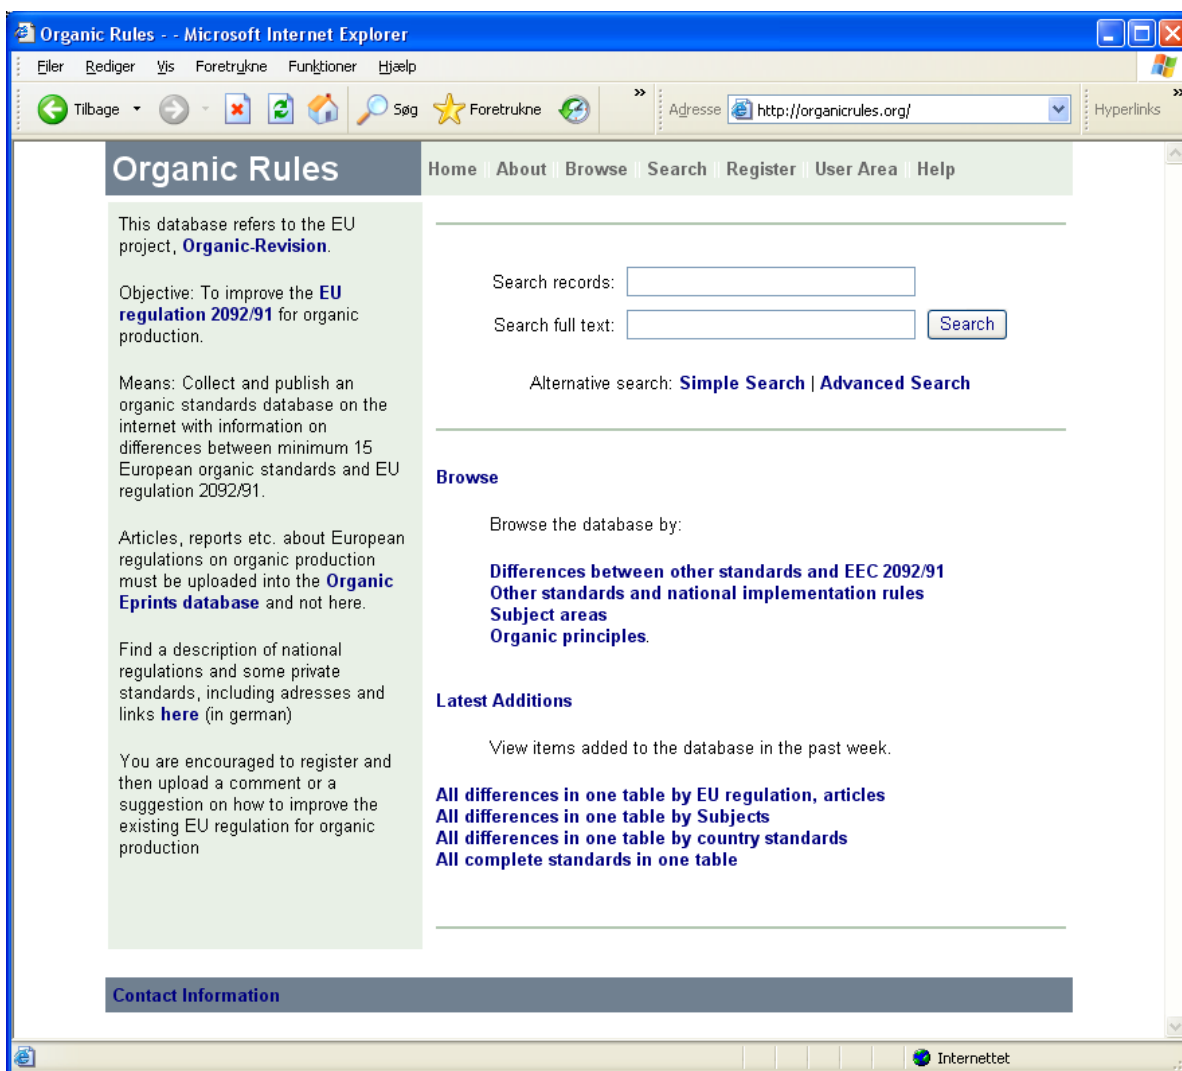 Organic Rules - - Microsoft Internet Explorer
Filer Rediger Vis Foretrukne Funktioner Hjælp
Tilbage Søg Foretrukne » Adresse http://organicrules.org/ Hyperlinks »
Organic Rules
Home || About || Browse || Search || Register || User Area || Help
This database refers to the EU
project, Organic-Revision.
Objective: To improve the EU
regulation 2092/91 for organic
production.
Means: Collect and publish an
organic standards database on the
internet with information on
differences between minimum 15
European organic standards and EU
regulation 2092/91.
Articles, reports etc. about European
regulations on organic production
must be uploaded into the Organic
Eprints database and not here.
Find a description of national
regulations and some private
standards, including adresses and
links here (in german)
You are encouraged to register and
then upload a comment or a
suggestion on how to improve the
existing EU regulation for organic
production
Search records:
Search full text: Search
Alternative search: Simple Search | Advanced Search
Browse
Browse the database by:
Differences between other standards and EEC 2092/91
Other standards and national implementation rules
Subject areas
Organic principles.
Latest Additions
View items added to the database in the past week.
All differences in one table by EU regulation, articles
All differences in one table by Subjects
All differences in one table by country standards
All complete standards in one table
Contact Information
Internettet